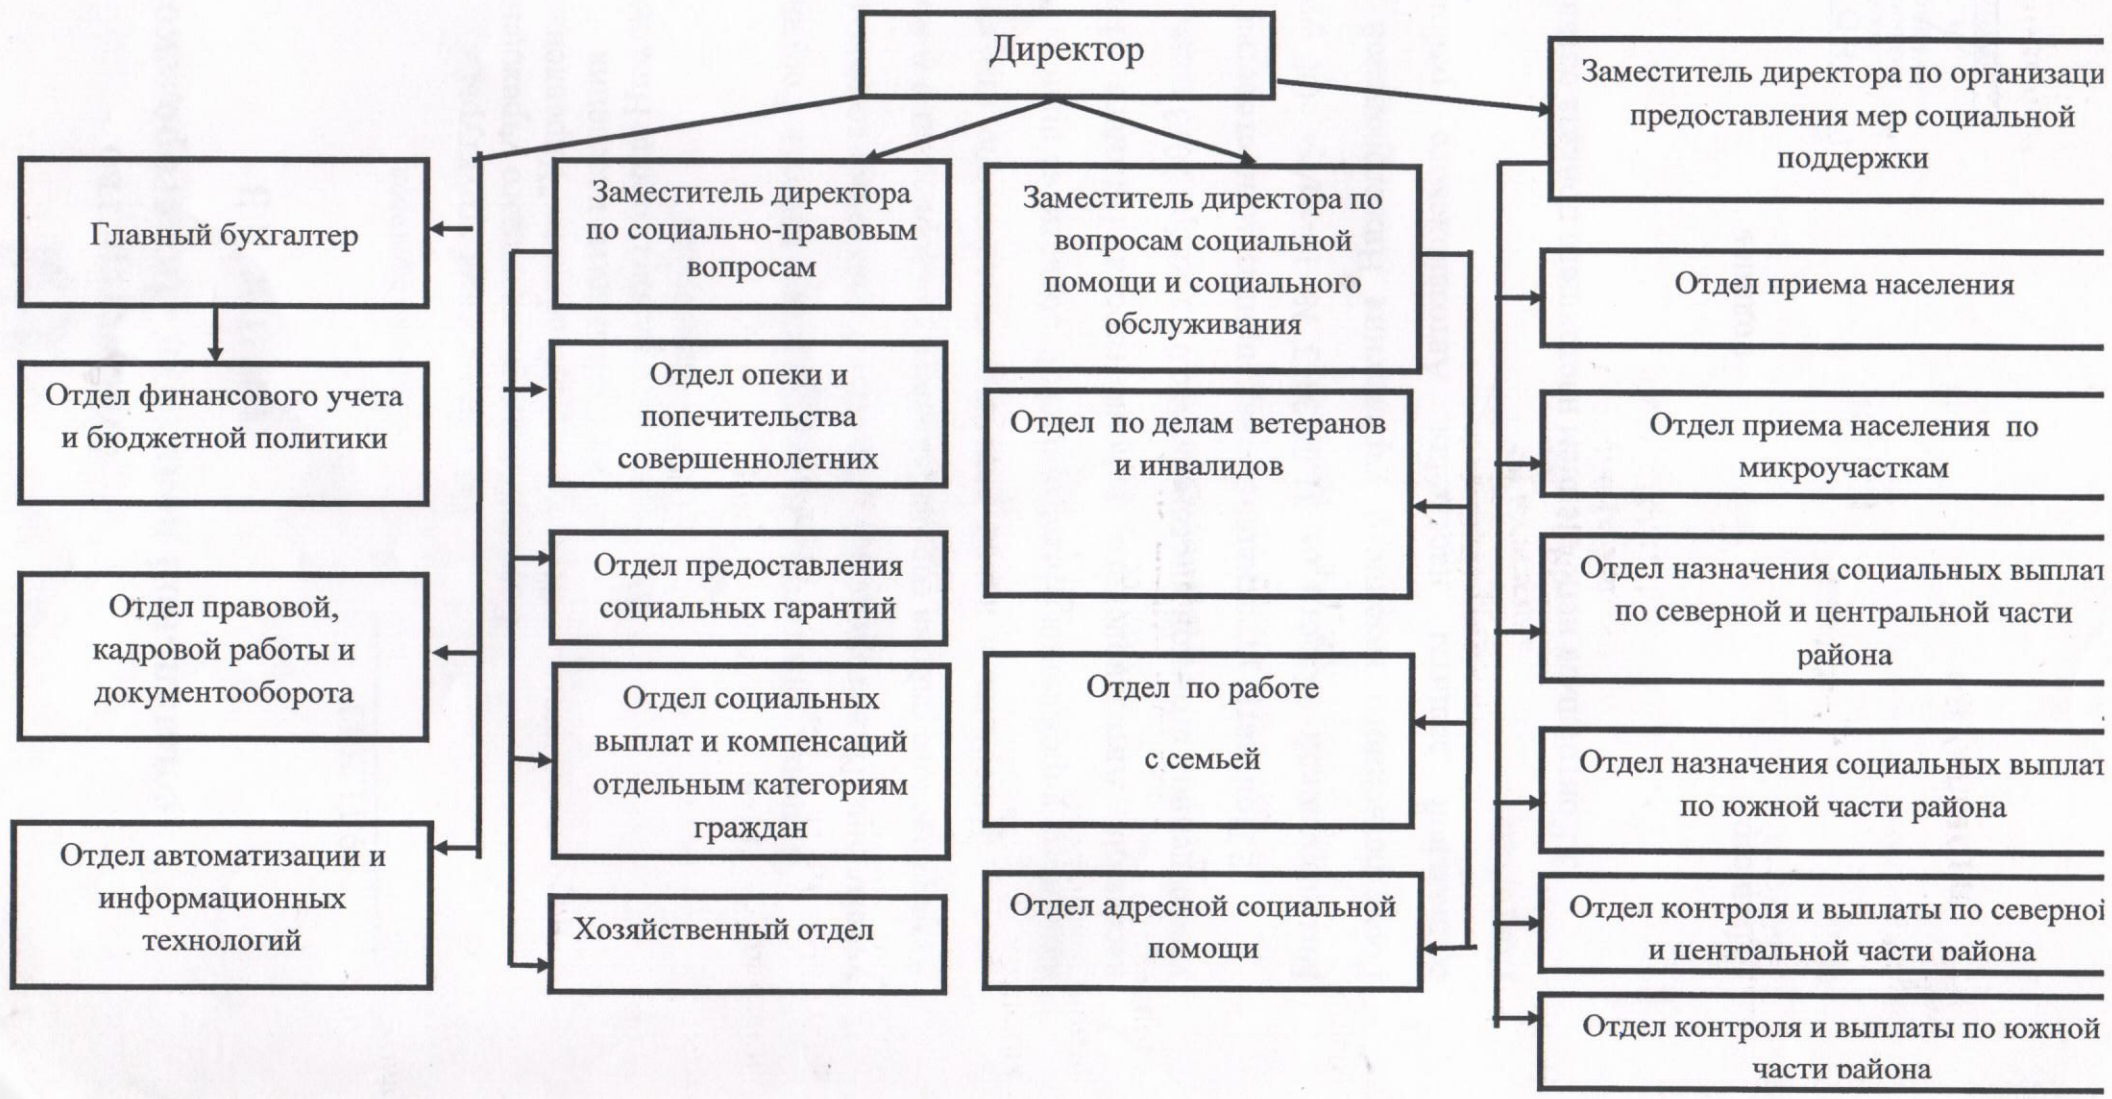 Директор
Главный бухгалтер
Отдел финансового учета
и бюджетной политики
Отдел правовой,
кадровой работы и
документооборота
Отдел автоматизации и
информационных
технологий
Заместитель директора
по социально-правовым
вопросам
Отдел опеки и
попечительства
совершеннолетних
Отдел предоставления
социальных гарантий
Отдел социальных
выплат и компенсаций
отдельным категориям
граждан
Хозяйственный отдел
Заместитель директора по
вопросам социальной
помощи и социального
обслуживания
Отдел по делам ветеранов
и инвалидов
Отдел по работе
с семьей
Отдел адресной социальной
помощи
Заместитель директора по организаци
предоставления мер социальной
поддержки
Отдел приема населения
Отдел приема населения по
микроучасткам
Отдел назначения социальных выплат
по северной и центральной части
района
Отдел назначения социальных выплат
по южной части района
Отдел контроля и выплаты по северной
и центральной части района
Отдел контроля и выплаты по южной
части района